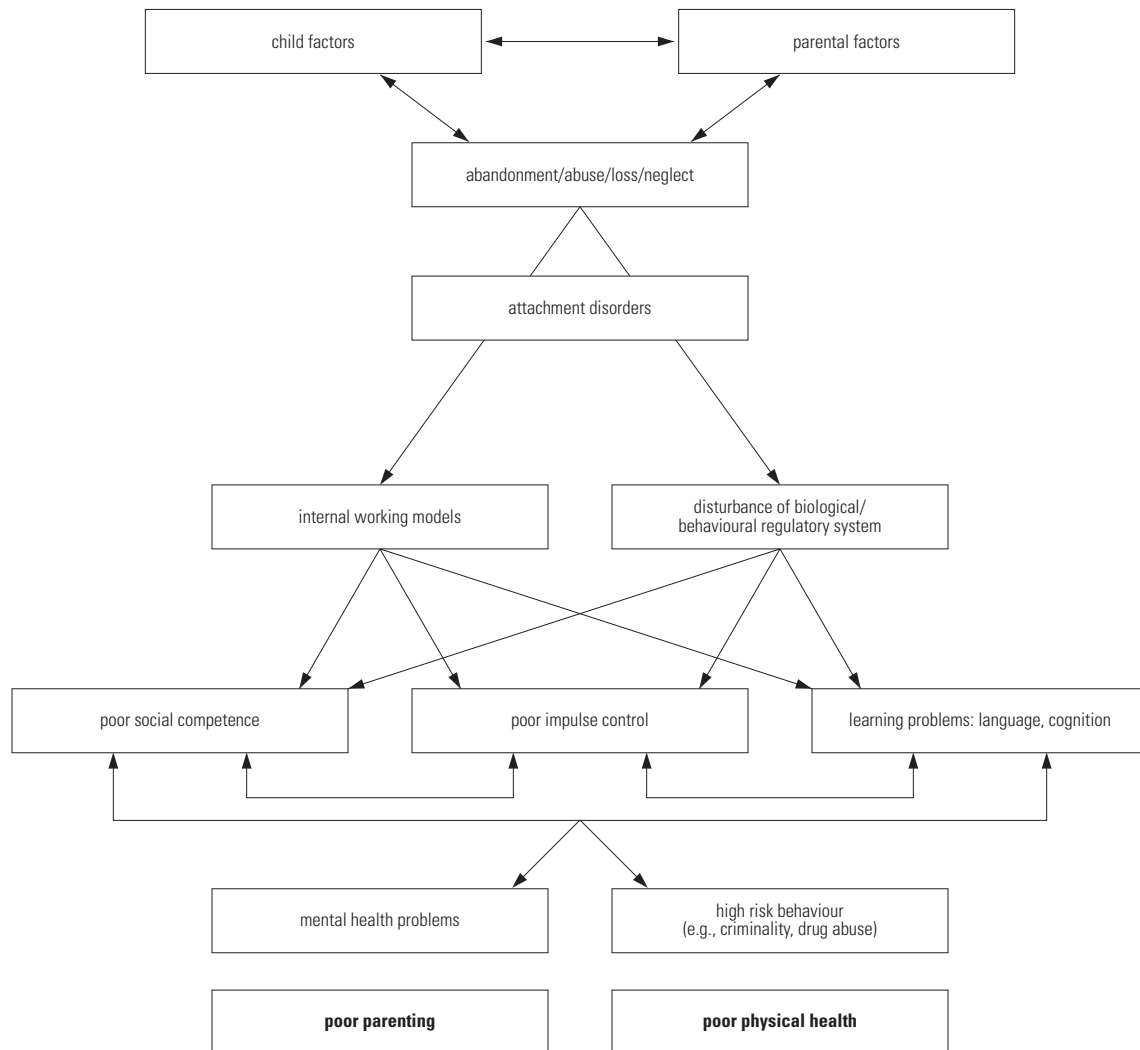 child factors
parental factors
abandonment/abuse/loss/neglect
attachment disorders
internal working models
disturbance of biological/
behavioural regulatory system
poor social competence
poor impulse control
learning problems: language, cognition
mental health problems
high risk behaviour
(e.g., criminality, drug abuse)
poor parenting
poor physical health